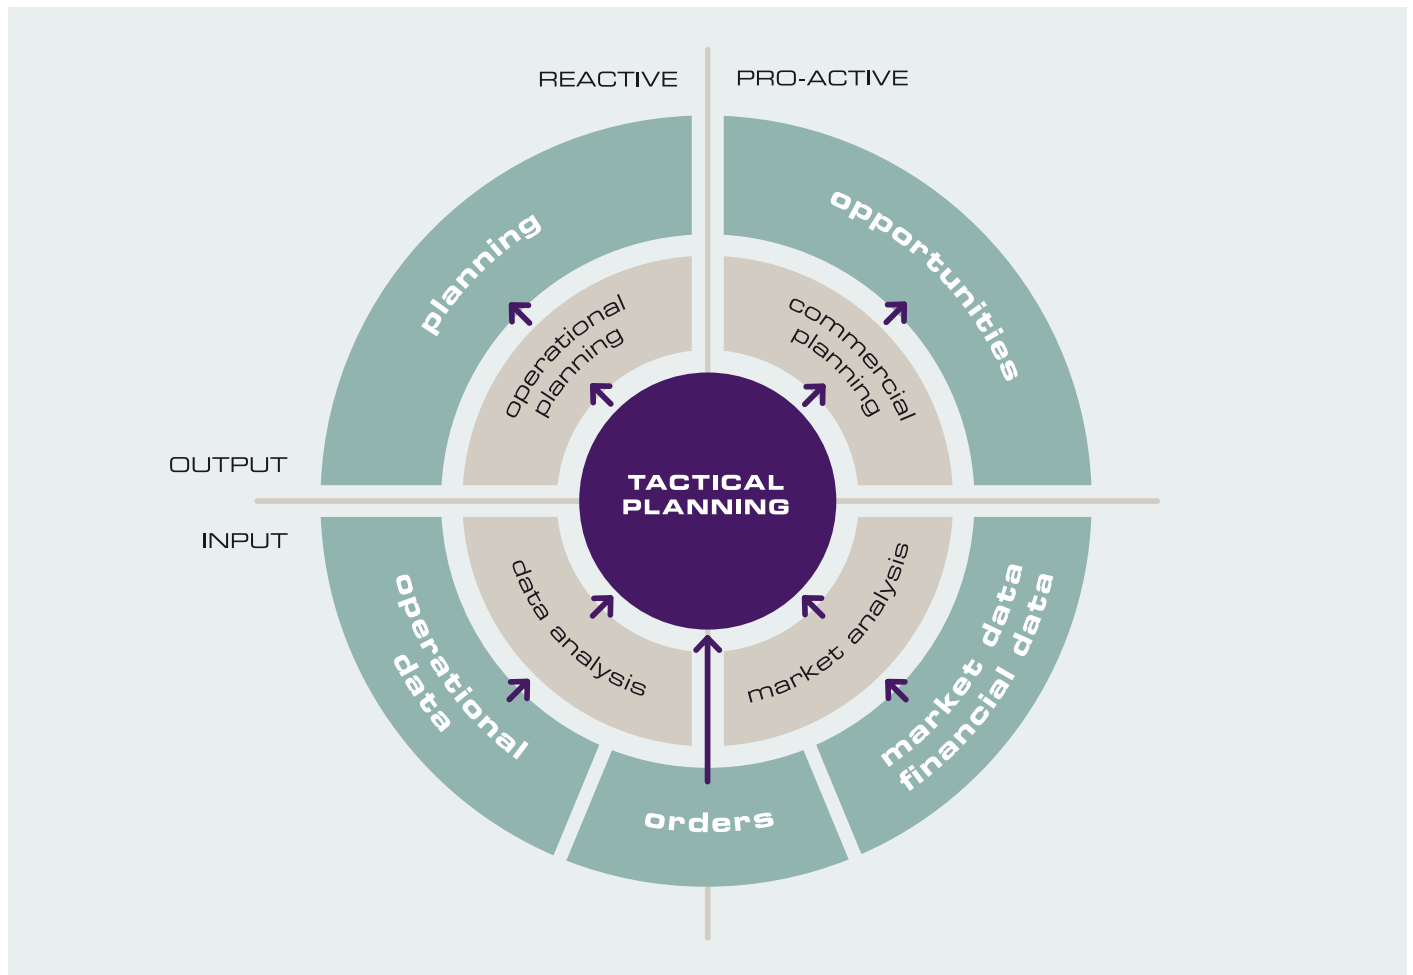 REACTIVE
PRO-ACTIVE
planning
opportunities
operational
planning
commercial
planning
OUTPUT
TACTICAL
PLANNING
INPUT
operational
data
data analysis
market analysis
market data
financial data
orders